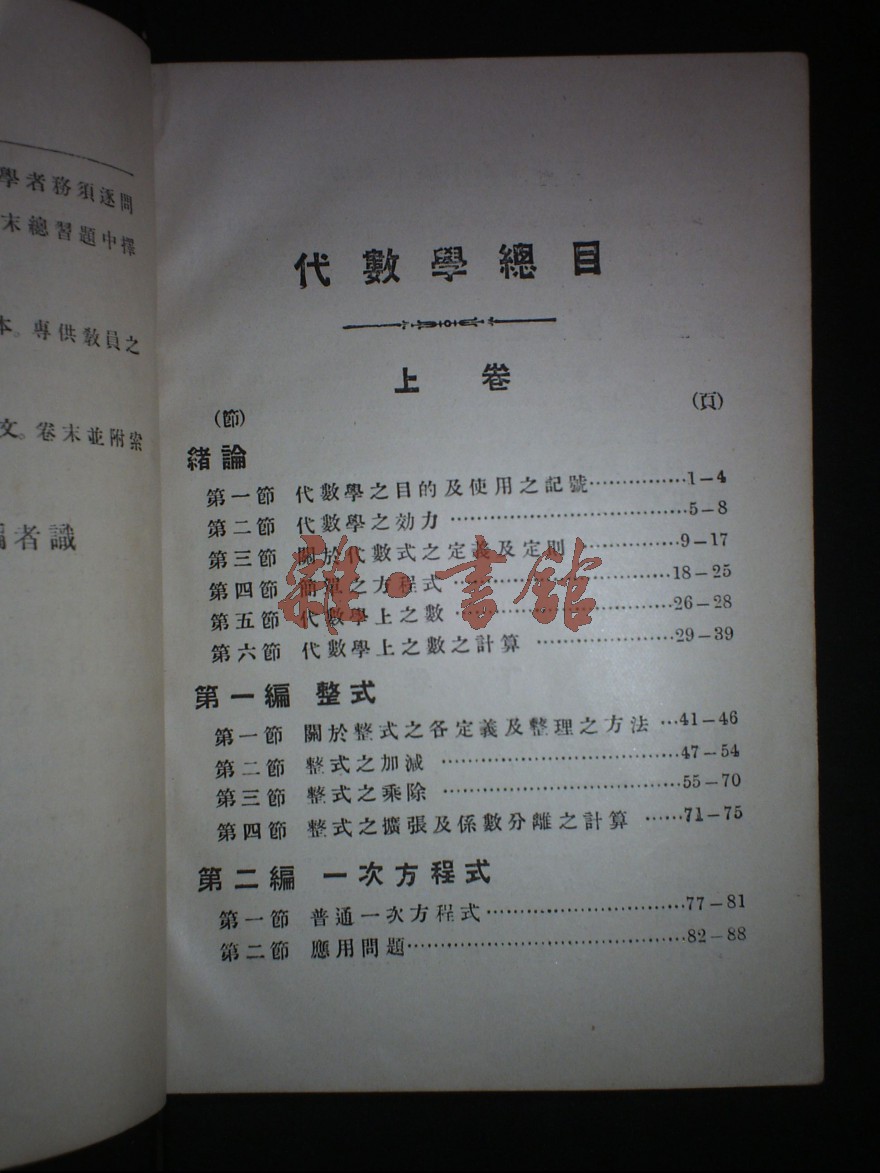 學者務須逐問
末總習題中擇
本。專供教員之
文。卷末並附索
編者識
代數學總目
上卷
(節) (頁)
緒論
第一節 代數學之目的及使用之記號……………1-4
第二節 代數學之効力……………5-8
第三節 關於代數式之定義及定則……………9-17
第四節 簡單之方程式……………18-25
第五節 代數學上之數……………26-28
第六節 代數學上之數之計算……………29-39
第一編 整式
第一節 關於整式之各定義及整理之方法…41-46
第二節 整式之加減……………47-54
第三節 整式之乘除……………55-70
第四節 整式之擴張及係數分離之計算……71-75
第二編 一次方程式
第一節 普通一次方程式……………77-81
第二節 應用問題……………82-88
雜·書館